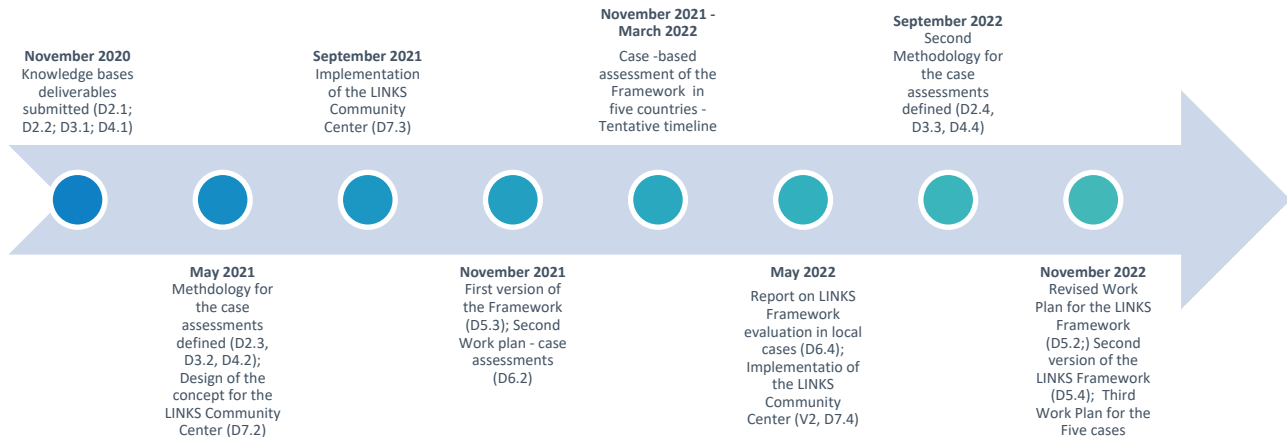 November 2020
Knowledge bases
deliverables
submitted (D2.1;
D2.2; D3.1; D4.1)
May 2021
Methdology for
the case
assessments
defined (D2.3,
D3.2, D4.2);
Design of the
concept for the
LINKS Community
Center (D7.2)
September 2021
Implementation
of the LINKS
Community
Center (D7.3)
November 2021
First version of
the Framework
(D5.3); Second
Work plan - case
assessments
(D6.2)
November 2021 -
March 2022
Case -based
assessment of the
Framework in
five countries -
Tentative timeline
May 2022
Report on LINKS
Framework
evaluation in local
cases (D6.4);
Implementatio of
the LINKS
Community
Center (V2, D7.4)
September 2022
Second
Methodology for
the case
assessments
defined (D2.4,
D3.3, D4.4)
November 2022
Revised Work
Plan for the LINKS
Framework
(D5.2;) Second
version of the
LINKS Framework
(D5.4); Third
Work Plan for the
Five cases